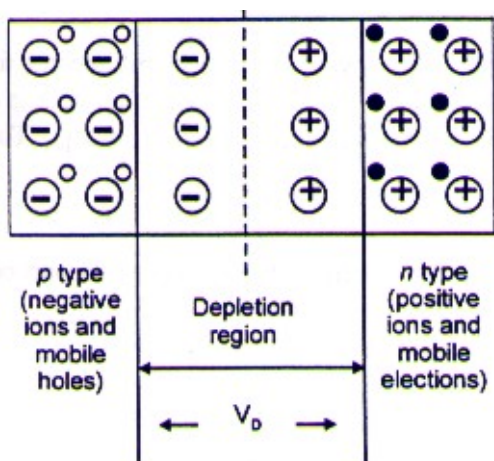 p type
(negative
ions and
mobile
holes)
Depletion
region
V_D
n type
(positive
ions and
mobile
elections)